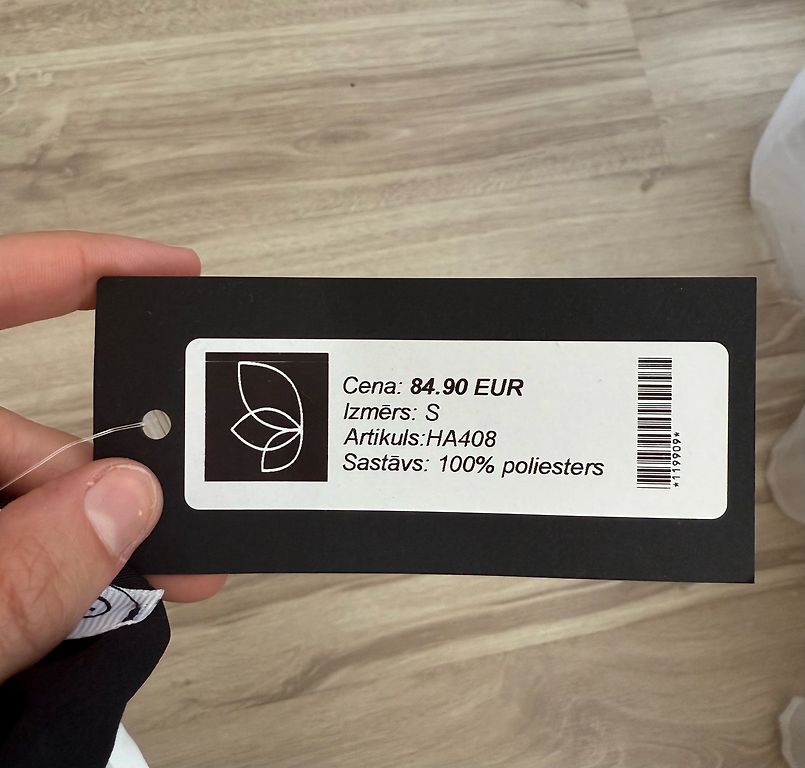 Cena: 84.90 EUR
Izmērs: S
Artikuls:HA408
Sastāvs: 100% poliesters
*119909*